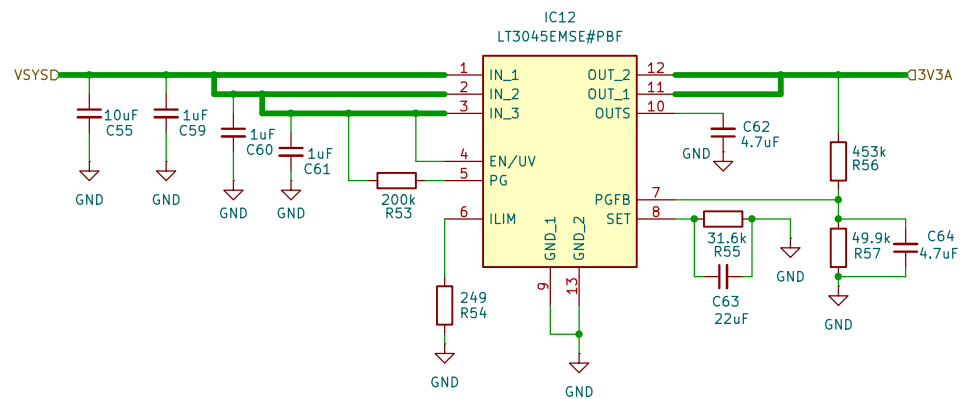 IC12
LT3045EMSE#PBF
VSYS
1
IN_1
OUT_2
12
3V3A
2
IN_2
OUT_1
11
3
IN_3
OUTS
10
10uF
C55
1uF
C59
1uF
C60
1uF
C61
C62
4.7uF
GND
453k
R56
4
EN/UV
5
PG
200k
R53
GND
GND
GND
GND
PGFB
7
6
ILIM
SET
8
GND_1
GND_2
31.6k
R55
49.9k
R57
C64
4.7uF
GND
9
13
C63
22uF
249
R54
GND
GND
GND